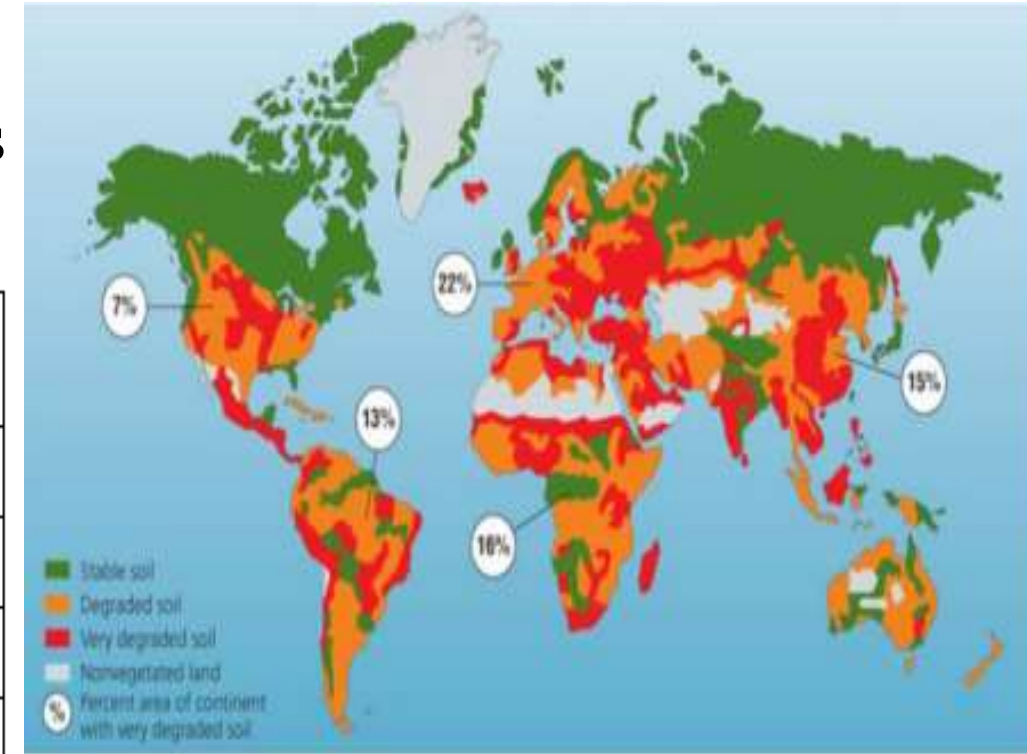 s
7%
22%
13%
15%
16%
Stable soil
Degraded soil
Very degraded soil
Nonvegetated land
% Percent area of continent
with very degraded soil